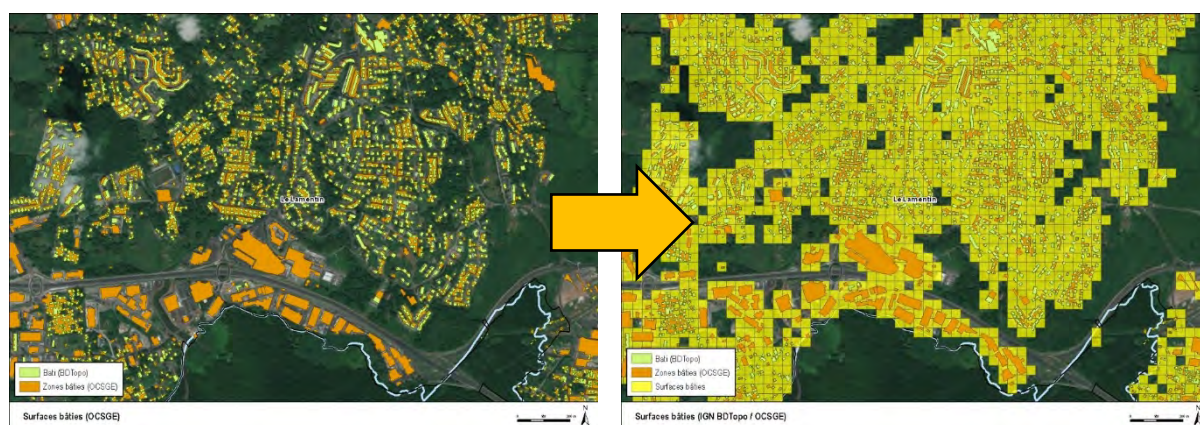 Le Lamentin
Bati (BDTopo)
Zones bâties (OCSGE)
Surfaces bâties (OCSGE)
N
Le Lamentin
Bati (BDTopo)
Zones bâties (OCSGE)
Surfaces bâties
Surfaces bâties (IGN BDTopo / OCSGE)
N